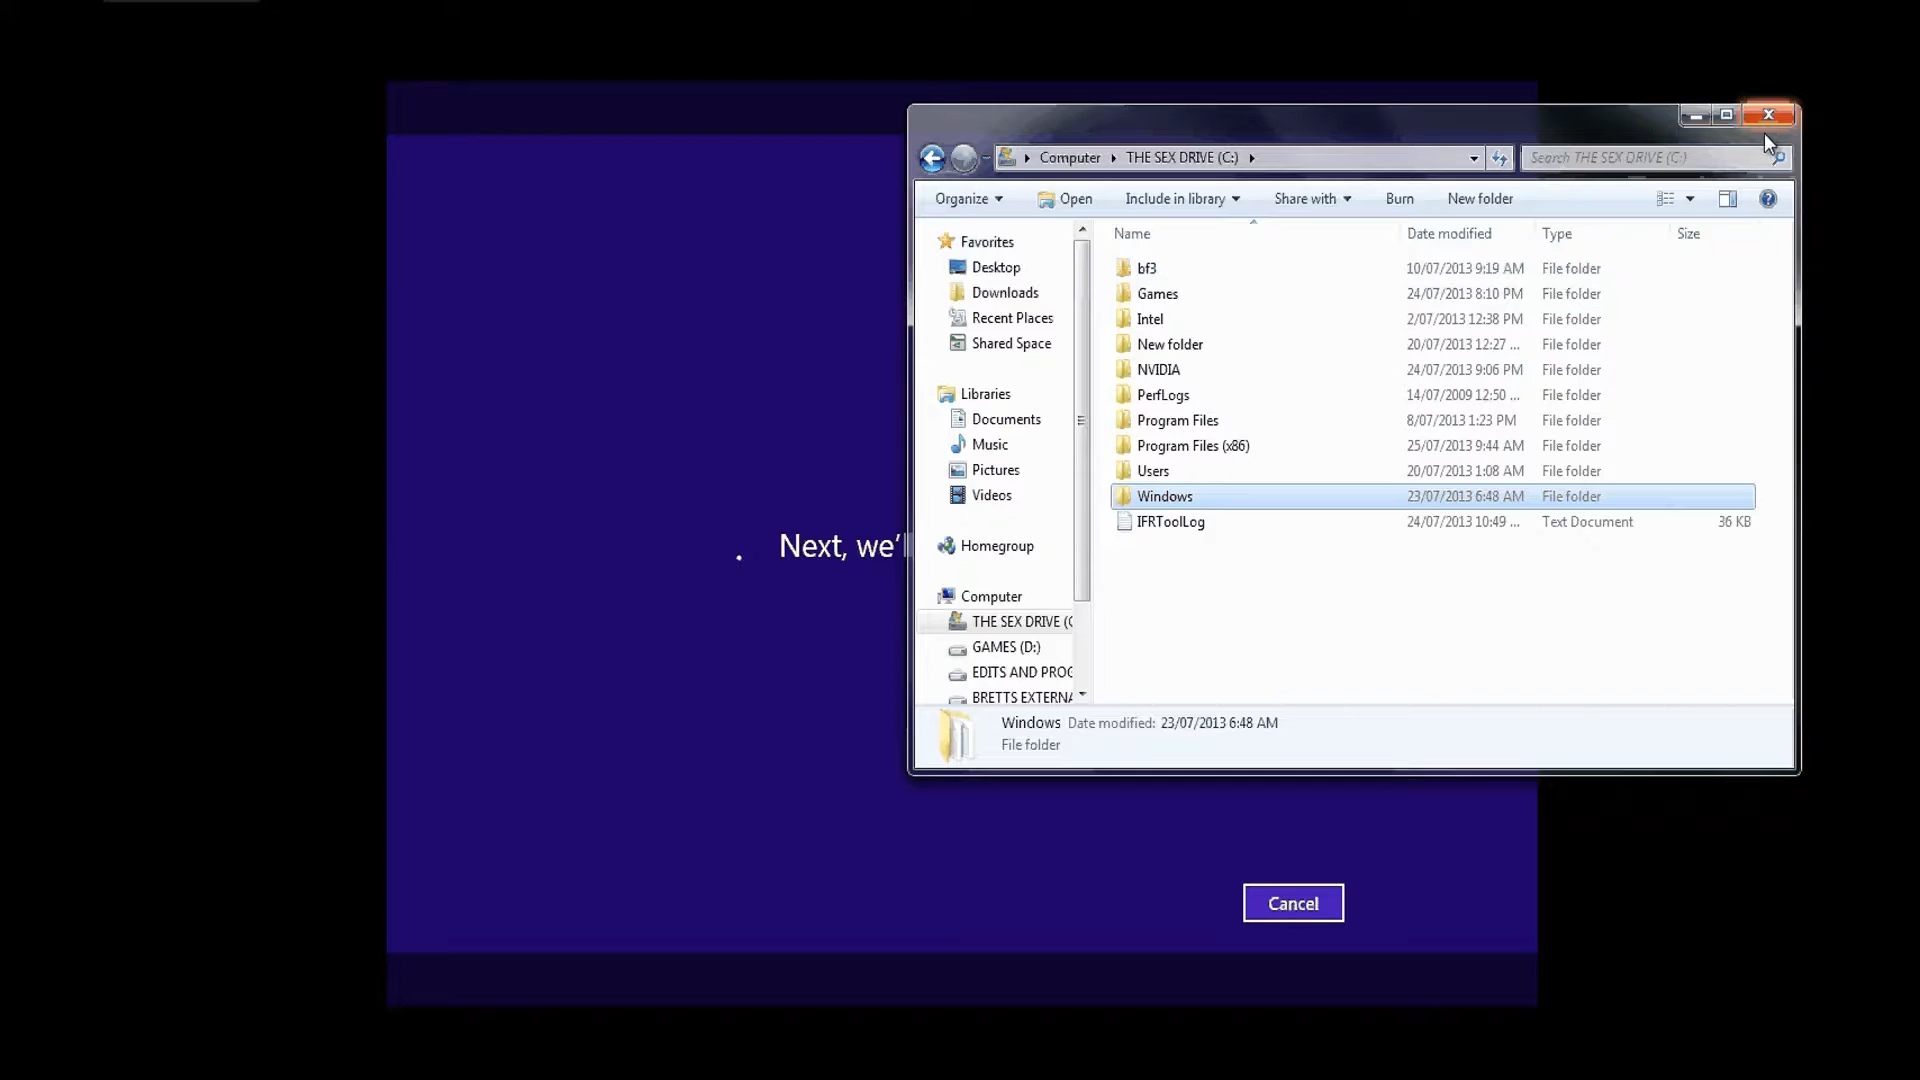 Computer THE SEX DRIVE (C:)
Search THE SEX DRIVE (C:)
Organize Open Include in library Share with Burn New folder
Favorites
Desktop
Downloads
Recent Places
Shared Space
Libraries
Documents
Music
Pictures
Videos
Homegroup
Computer
THE SEX DRIVE (C
GAMES (D:)
EDITS AND PROG
BRETTS EXTERNA
Name Date modified Type Size
bf3 10/07/2013 9:19 AM File folder
Games 24/07/2013 8:10 PM File folder
Intel 2/07/2013 12:38 PM File folder
New folder 20/07/2013 12:27 ... File folder
NVIDIA 24/07/2013 9:06 PM File folder
PerfLogs 14/07/2009 12:50 ... File folder
Program Files 8/07/2013 1:23 PM File folder
Program Files (x86) 25/07/2013 9:44 AM File folder
Users 20/07/2013 1:08 AM File folder
Windows 23/07/2013 6:48 AM File folder
IFRToolLog 24/07/2013 10:49 ... Text Document 36 KB
Windows Date modified: 23/07/2013 6:48 AM
File folder
Next, we'l
Cancel